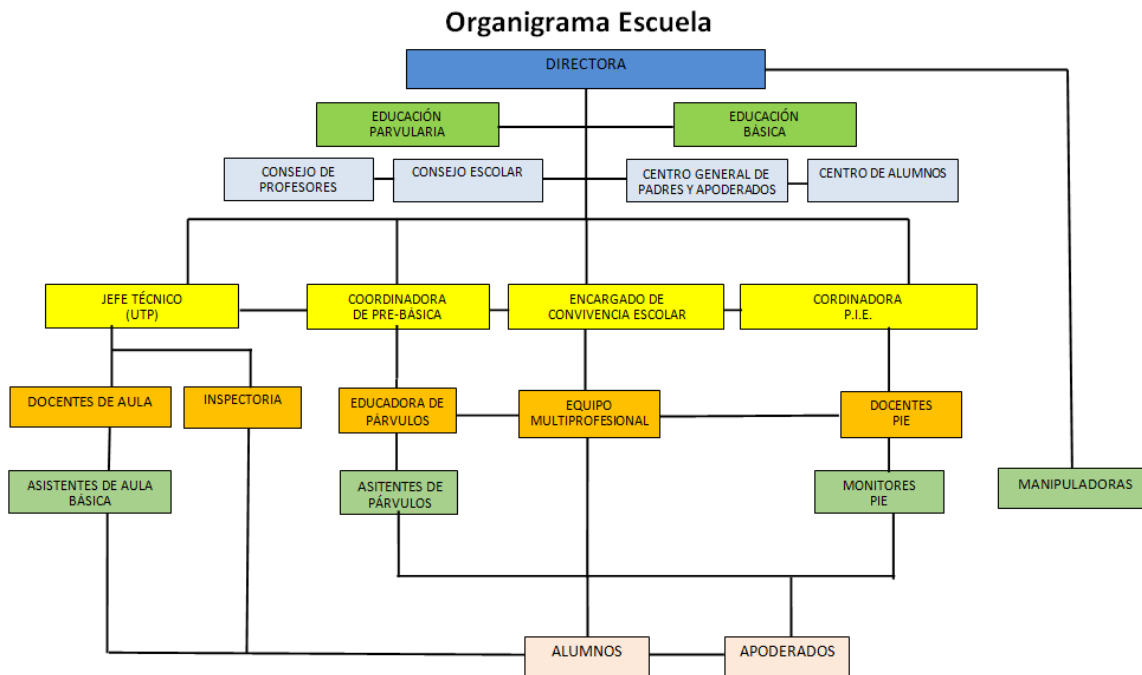 Organigrama Escuela
DIRECTORA
EDUCACIÓN
PARVULARIA
EDUCACIÓN
BÁSICA
CONSEJO DE
PROFESORES
CONSEJO ESCOLAR
CENTRO GENERAL DE
PADRES Y APODERADOS
CENTRO DE ALUMNOS
JEFE TÉCNICO
(UTP)
COORDINADORA
DE PRE-BÁSICA
ENCARGADO DE
CONVIVENCIA ESCOLAR
CORDINADORA
P.I.E.
DOCENTES DE AULA
INSPECTORIA
EDUCADORA DE
PÁRVULOS
EQUIPO
MULTIPROFESIONAL
DOCENTES
PIE
ASISTENTES DE AULA
BÁSICA
ASITENTES DE
PÁRVULOS
MONITORES
PIE
MANIPULADORAS
ALUMNOS
APODERADOS